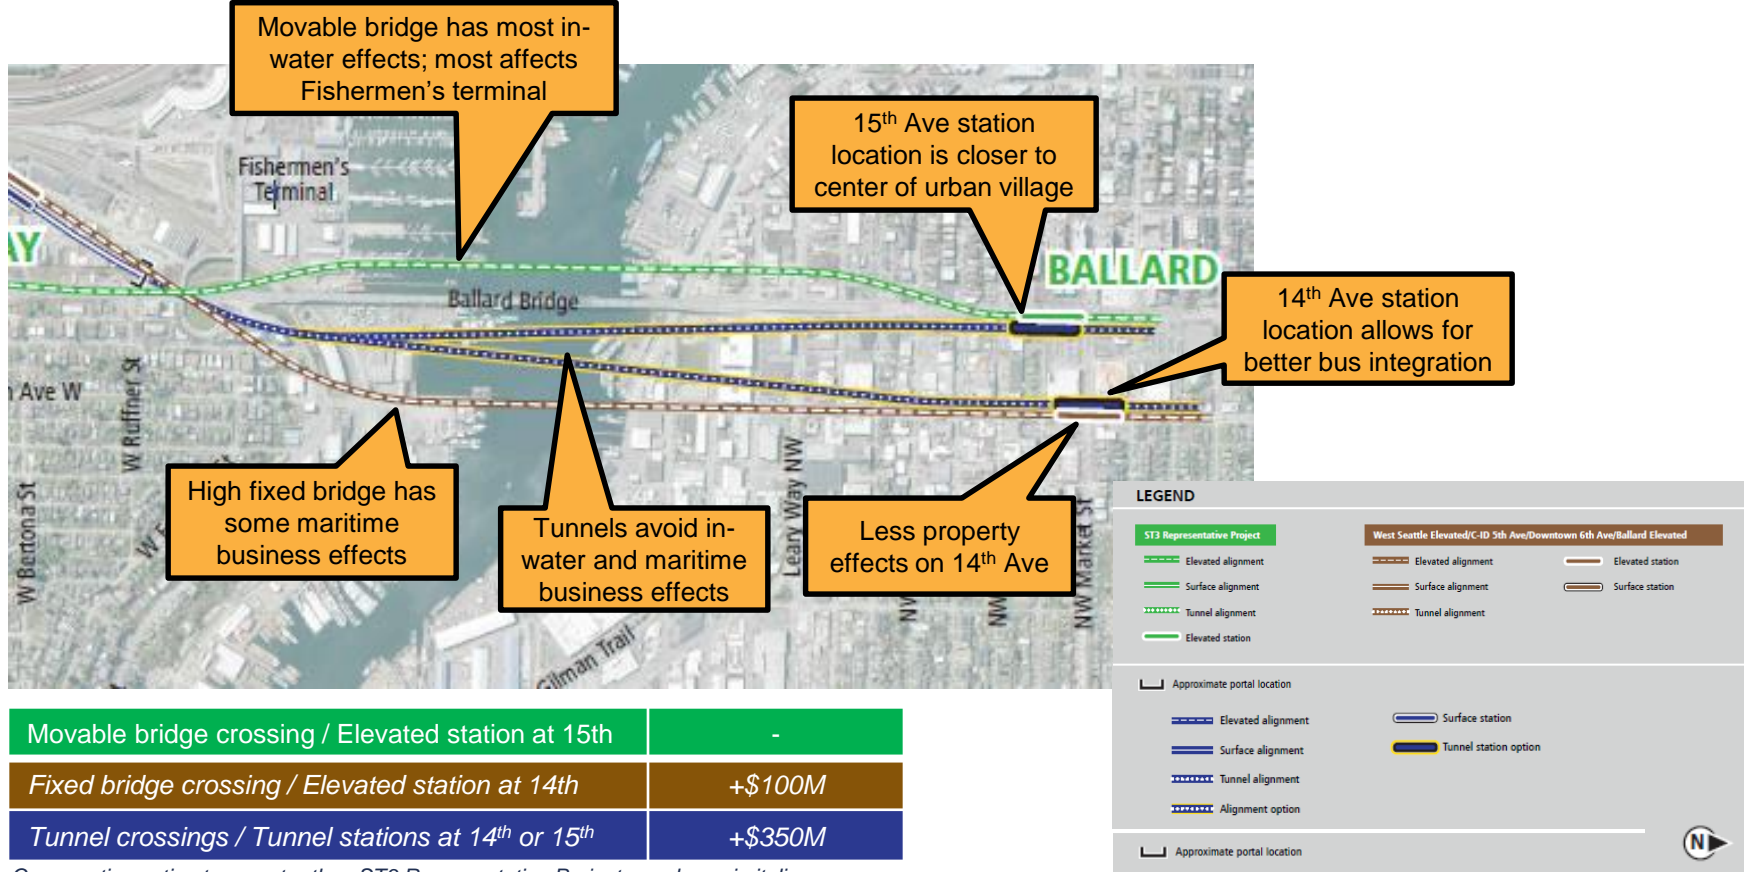 Movable bridge has most in-
water effects; most affects
Fishermen's terminal
15th Ave station
location is closer to
center of urban village
Fishermen's
Terminal
AY
BALLARD
Ballard Bridge
14th Ave station
location allows for
better bus integration
Ave W
W Ruffner St
W Bertona St
High fixed bridge has
some maritime
business effects
Tunnels avoid in-
water and maritime
business effects
Less property
effects on 14th Ave
Leary Way NW
NW
NW
NW Market St
Gilman Trail
LEGEND
ST3 Representative Project
Elevated alignment
Surface alignment
Tunnel alignment
Elevated station
West Seattle Elevated/C-ID 5th Ave/Downtown 6th Ave/Ballard Elevated
Elevated alignment
Surface alignment
Tunnel alignment
Elevated station
Surface station
Approximate portal location
Elevated alignment
Surface alignment
Tunnel alignment
Alignment option
Surface station
Tunnel station option
Approximate portal location
N
Movable bridge crossing / Elevated station at 15th -
Fixed bridge crossing / Elevated station at 14th +$100M
Tunnel crossings / Tunnel stations at 14th or 15th +$350M